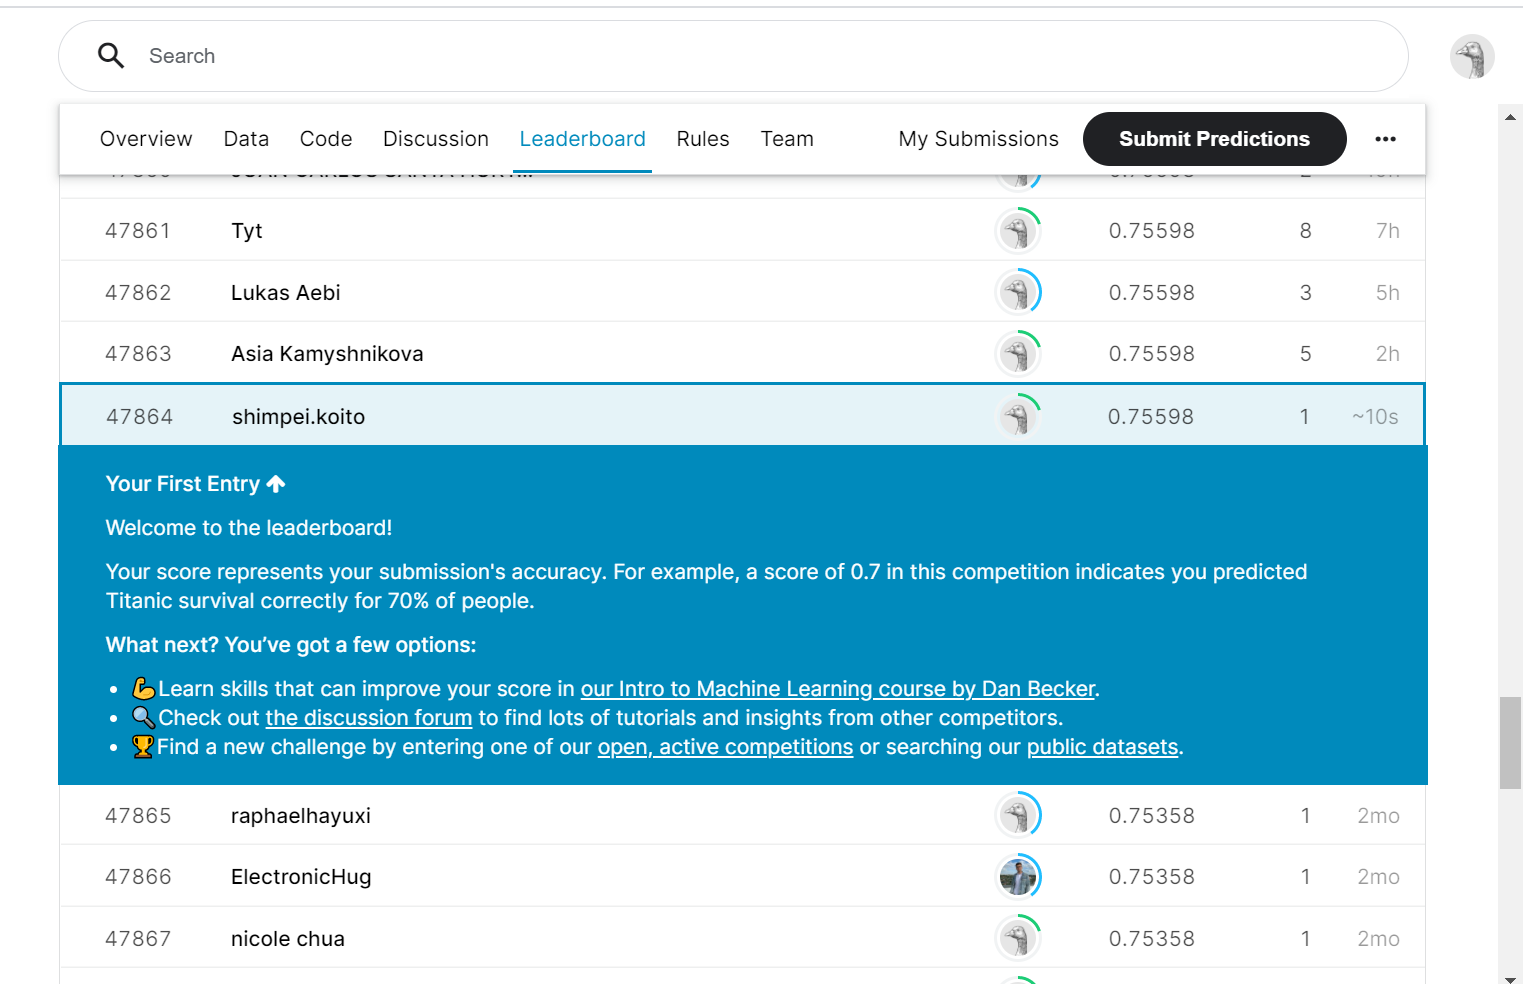 Search
Overview Data Code Discussion Leaderboard Rules Team My Submissions Submit Predictions
47861 Tyt 0.75598 8 7h
47862 Lukas Aebi 0.75598 3 5h
47863 Asia Kamyshnikova 0.75598 5 2h
47864 shimpei.koito 0.75598 1 ~10s
Your First Entry
Welcome to the leaderboard!
Your score represents your submission's accuracy. For example, a score of 0.7 in this competition indicates you predicted
Titanic survival correctly for 70% of people.
What next? You’ve got a few options:
• Learn skills that can improve your score in our Intro to Machine Learning course by Dan Becker.
• Check out the discussion forum to find lots of tutorials and insights from other competitors.
• Find a new challenge by entering one of our open, active competitions or searching our public datasets.
47865 raphaelhayuxi 0.75358 1 2mo
47866 ElectronicHug 0.75358 1 2mo
47867 nicole chua 0.75358 1 2mo